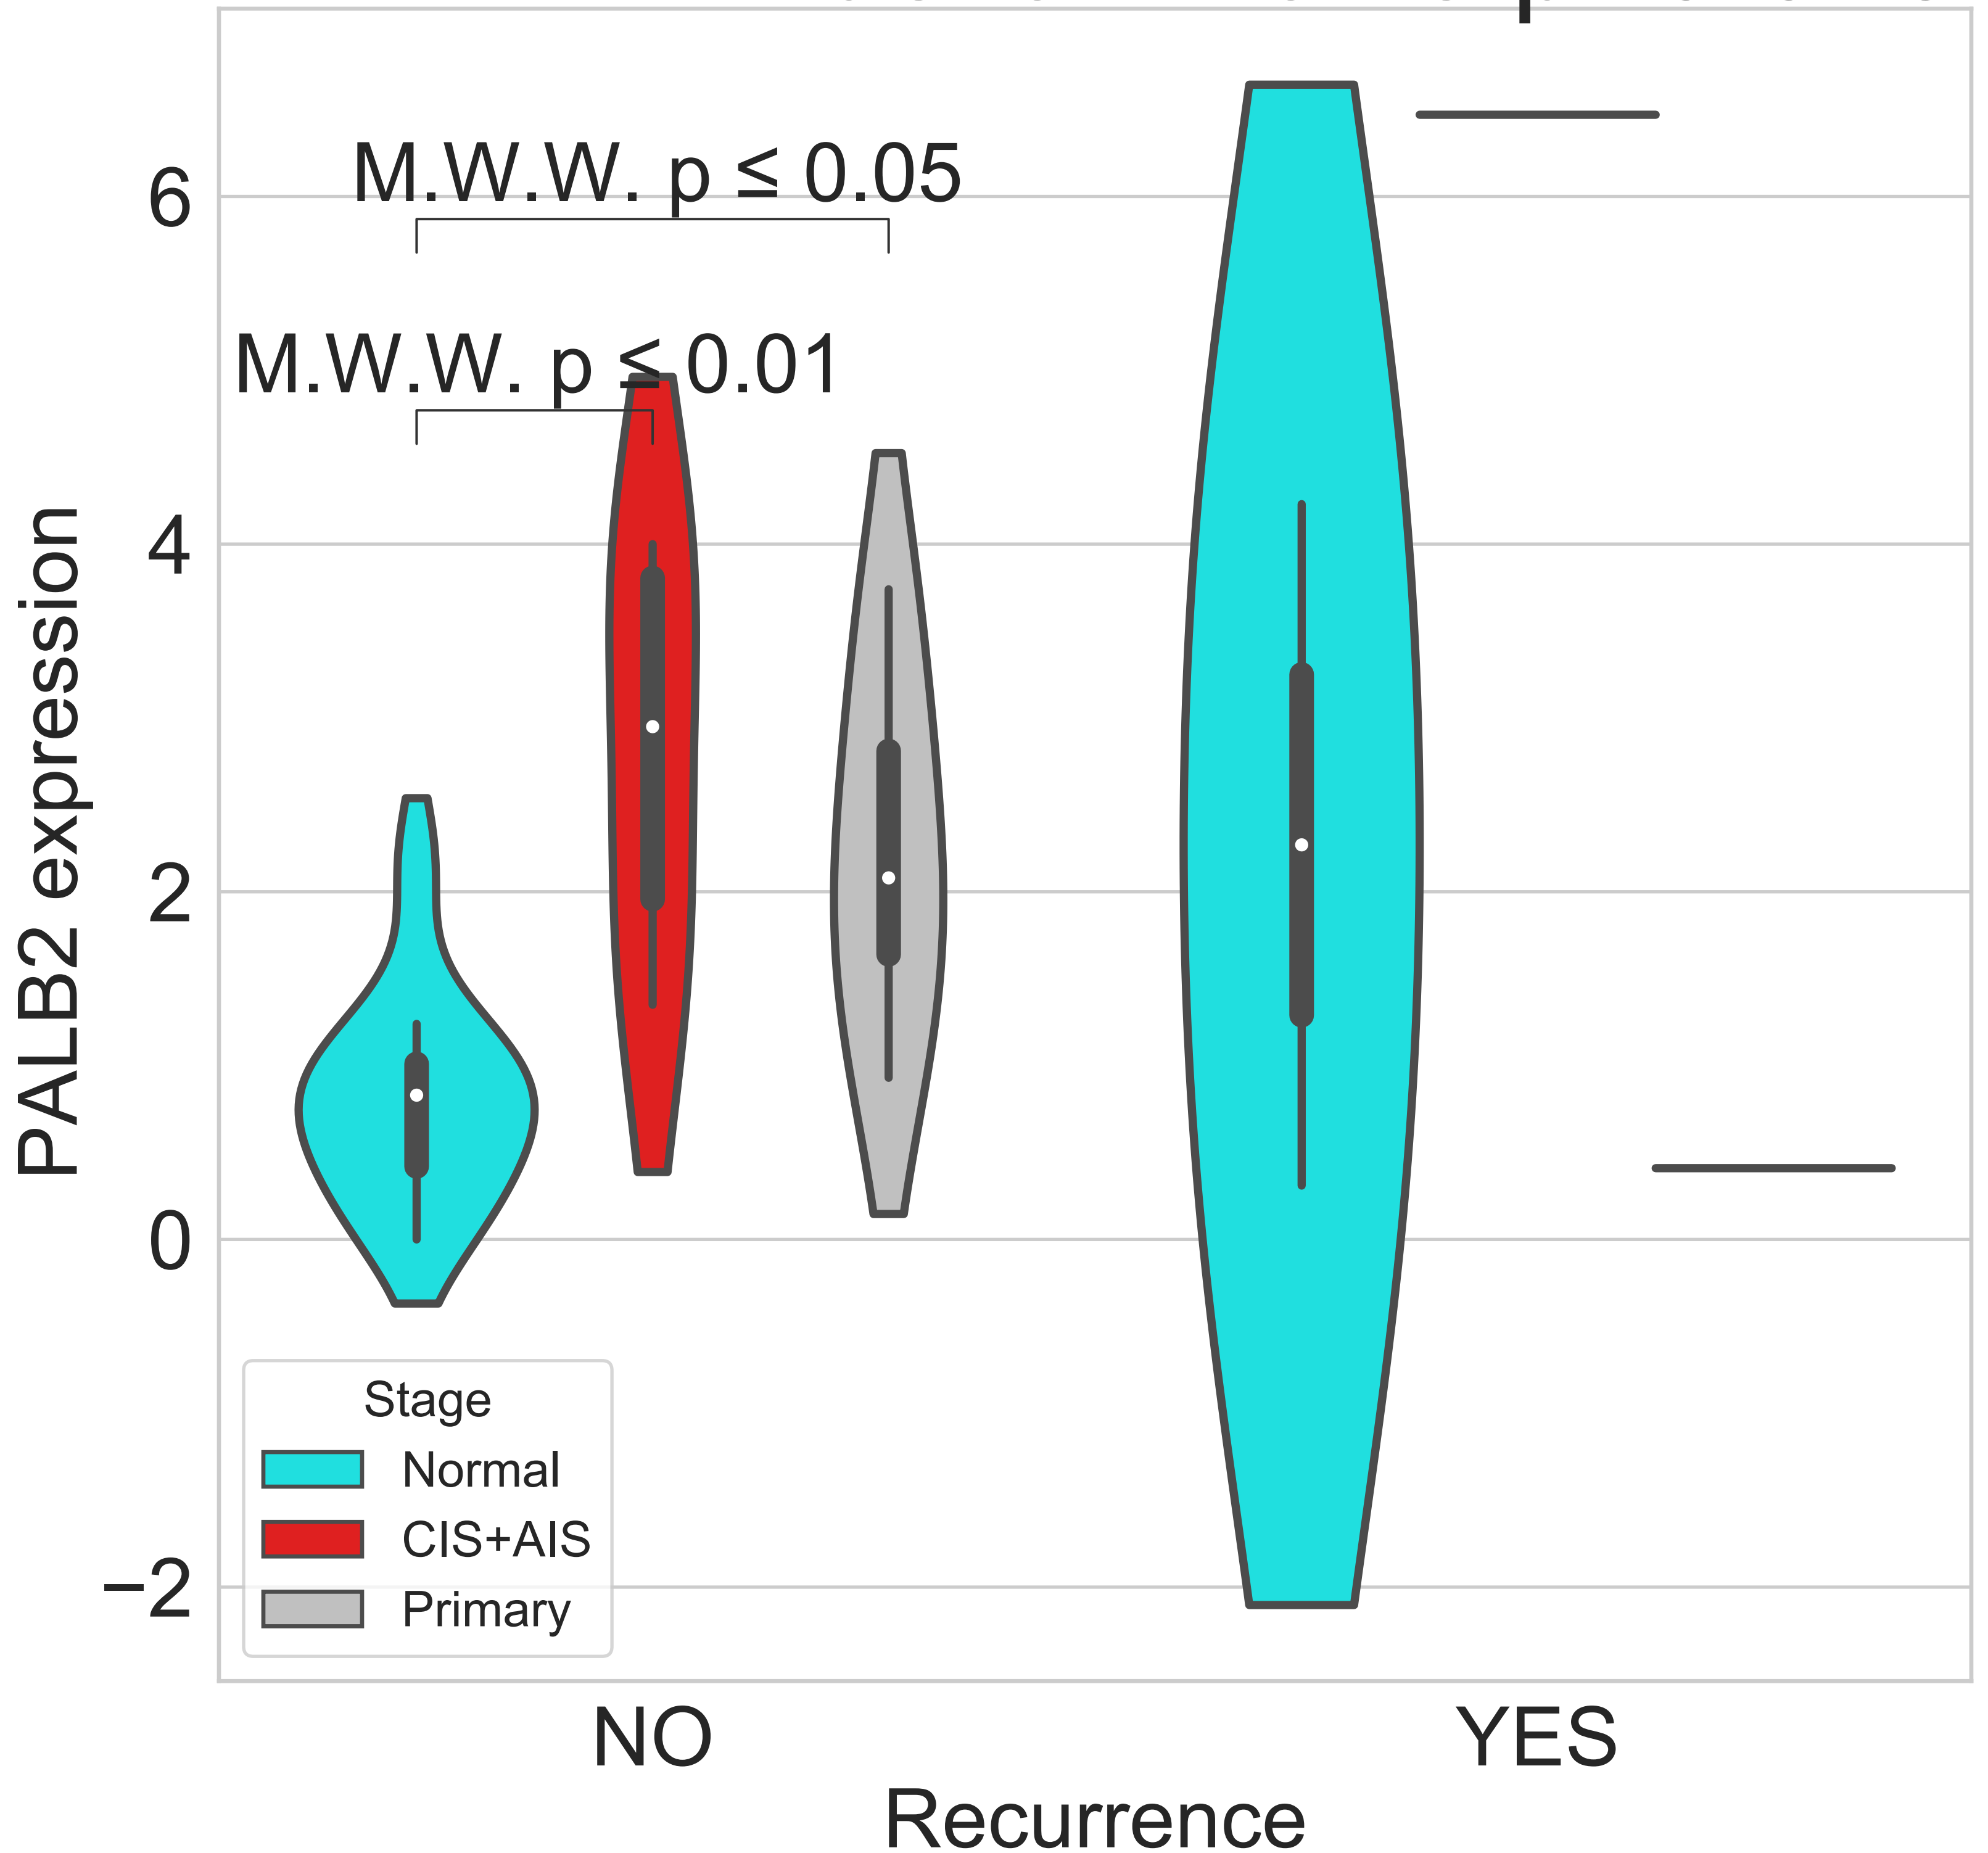 M.W.W. p ≤ 0.05
M.W.W. p ≤ 0.01
PALB2 expression
6
4
2
0
−2
Stage
Normal
CIS+AIS
Primary
NO
YES
Recurrence